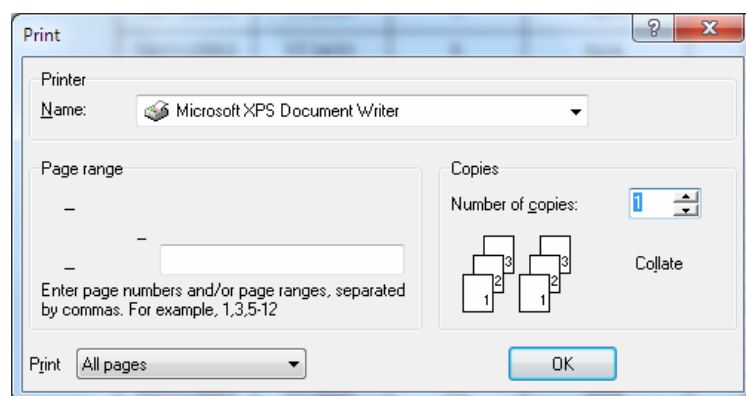 Print
?
X
Printer
Name: Microsoft XPS Document Writer
Page range
–
–
–
Enter page numbers and/or page ranges, separated
by commas. For example, 1,3,5-12
Copies
Number of copies: 1
3 3
2 2
1 1
Collate
Print All pages
OK